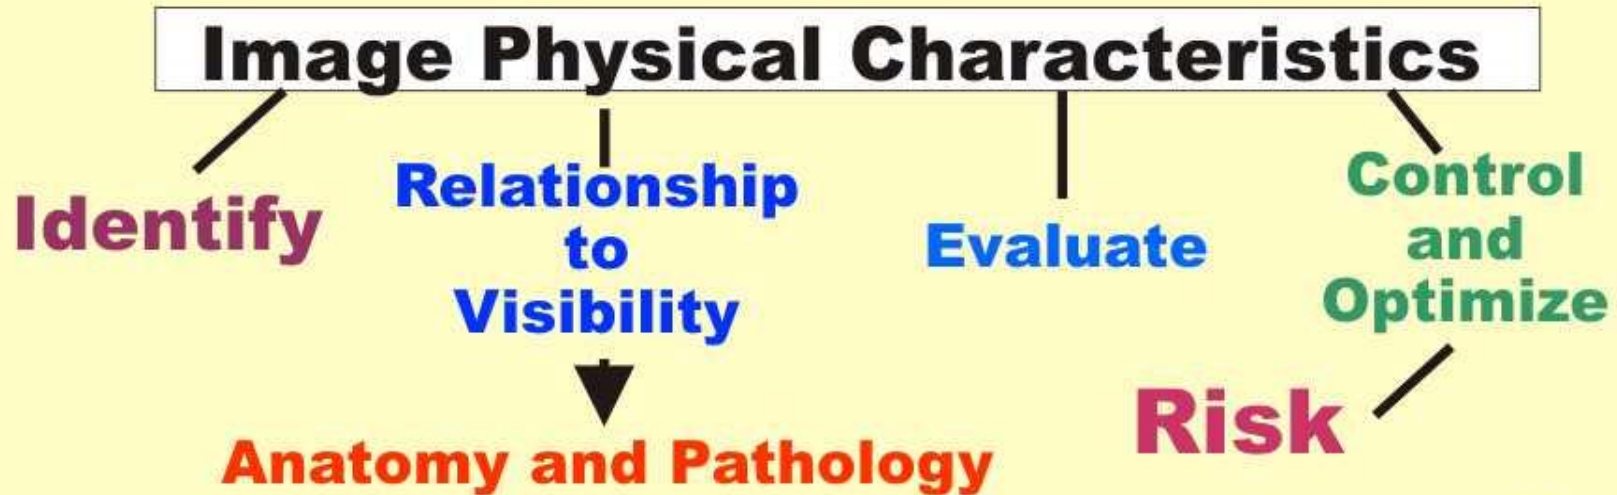 Image Physical Characteristics
Identify
Relationship
to
Visibility
Evaluate
Control
and
Optimize
Risk
Anatomy and Pathology